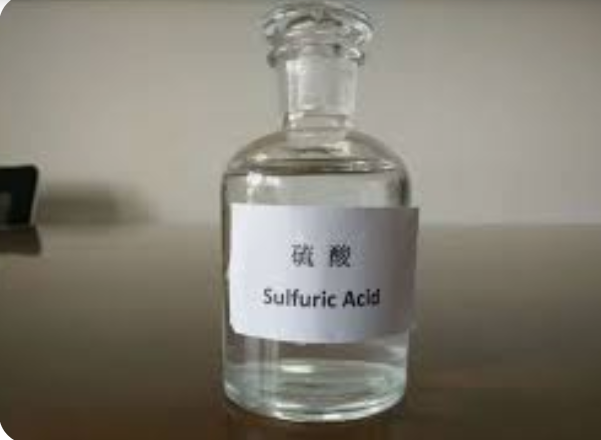 硫 酸
Sulfuric Acid